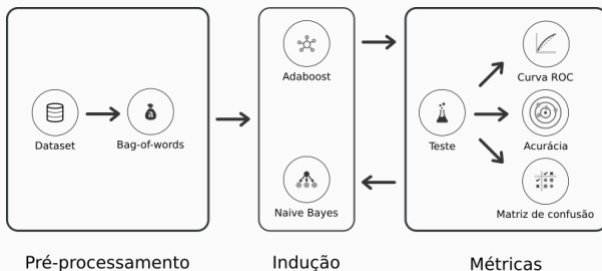 Dataset
Bag-of-words
Pré-processamento
Adaboost
Naive Bayes
Indução
Teste
Curva ROC
Acurácia
Matriz de confusão
Métricas